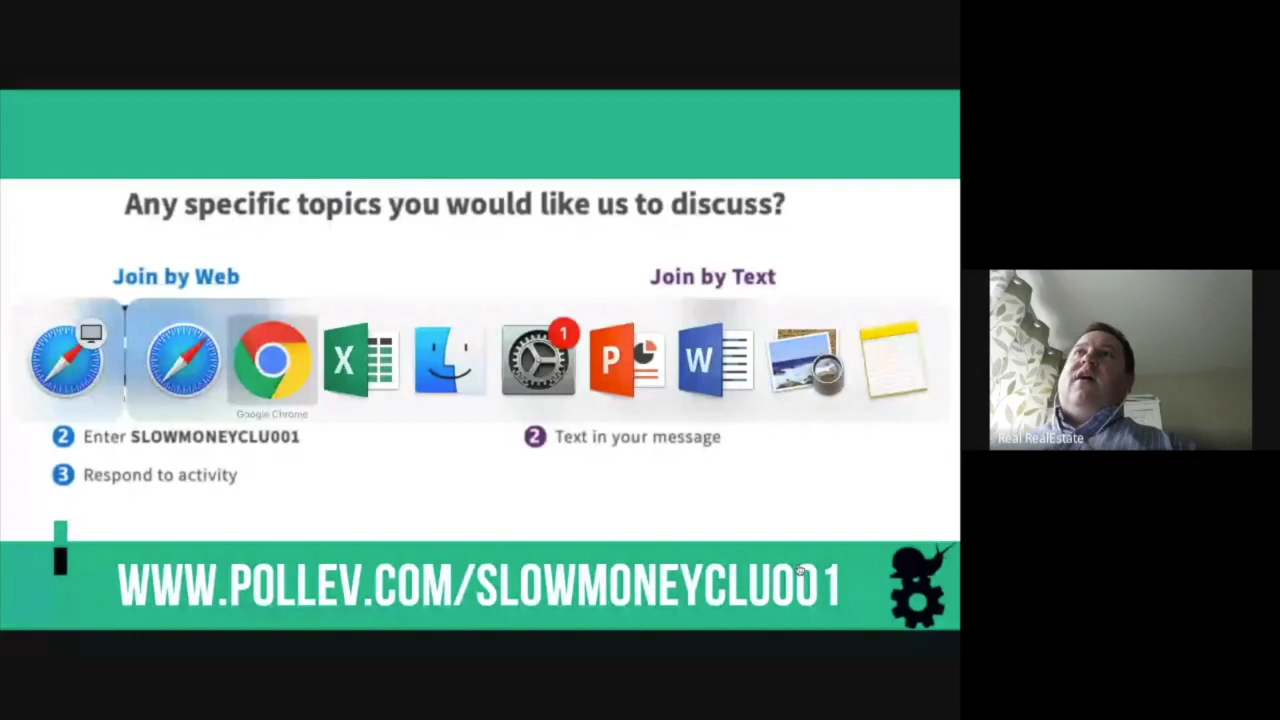 Any specific topics you would like us to discuss?
Join by Web
Join by Text
1
X
P
W
Google Chrome
2 Enter SLOWMONEYCLU001
2 Text in your message
3 Respond to activity
Real RealEstate
WWW.POLLEV.COM/SLOWMONEYCLU001